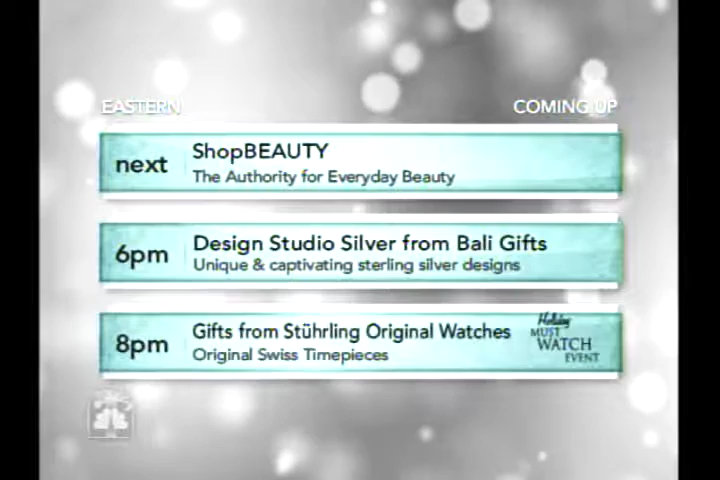 EASTERN COMING UP
next ShopBEAUTY
The Authority for Everyday Beauty
6pm Design Studio Silver from Bali Gifts
Unique & captivating sterling silver designs
8pm Gifts from Stührling Original Watches
Original Swiss Timepieces
Holiday
MUST
WATCH
EVENT